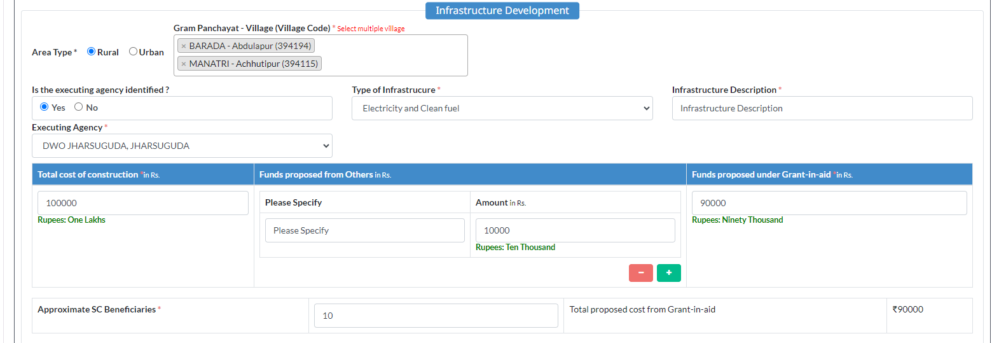 Infrastructure Development
Gram Panchayat - Village (Village Code) * Select multiple village
Area Type * Rural Urban
× BARADA - Abdulapur (394194)
× MANATRI - Achhutipur (394115)
Is the executing agency identified ?
Type of Infrastrucure *
Infrastructure Description *
Yes No
Electricity and Clean fuel
Infrastructure Description
Executing Agency *
DWO JHARSUGUDA, JHARSUGUDA
Total cost of construction *in Rs.
Funds proposed from Others in Rs.
Funds proposed under Grant-in-aid *in Rs.
100000
Rupees: One Lakhs
Please Specify
Amount in Rs.
Please Specify
10000
Rupees: Ten Thousand
90000
Rupees: Ninety Thousand
− +
Approximate SC Beneficiaries *
10
Total proposed cost from Grant-in-aid
₹90000